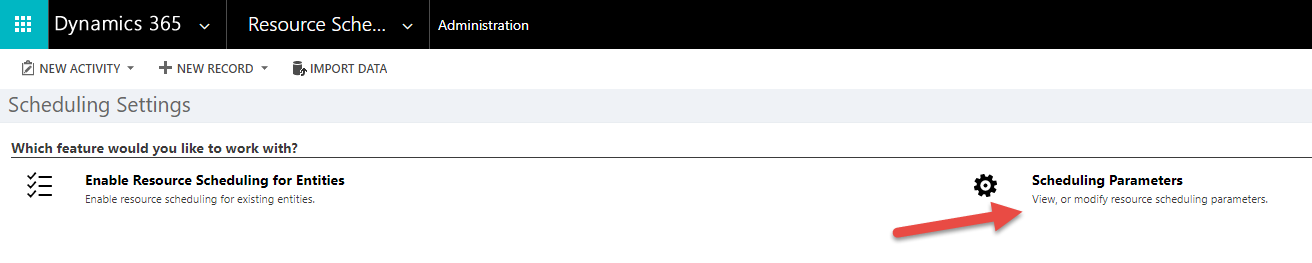 Dynamics 365 Resource Sche... Administration
NEW ACTIVITY NEW RECORD IMPORT DATA
Scheduling Settings
Which feature would you like to work with?
Enable Resource Scheduling for Entities
Enable resource scheduling for existing entities.
Scheduling Parameters
View, or modify resource scheduling parameters.